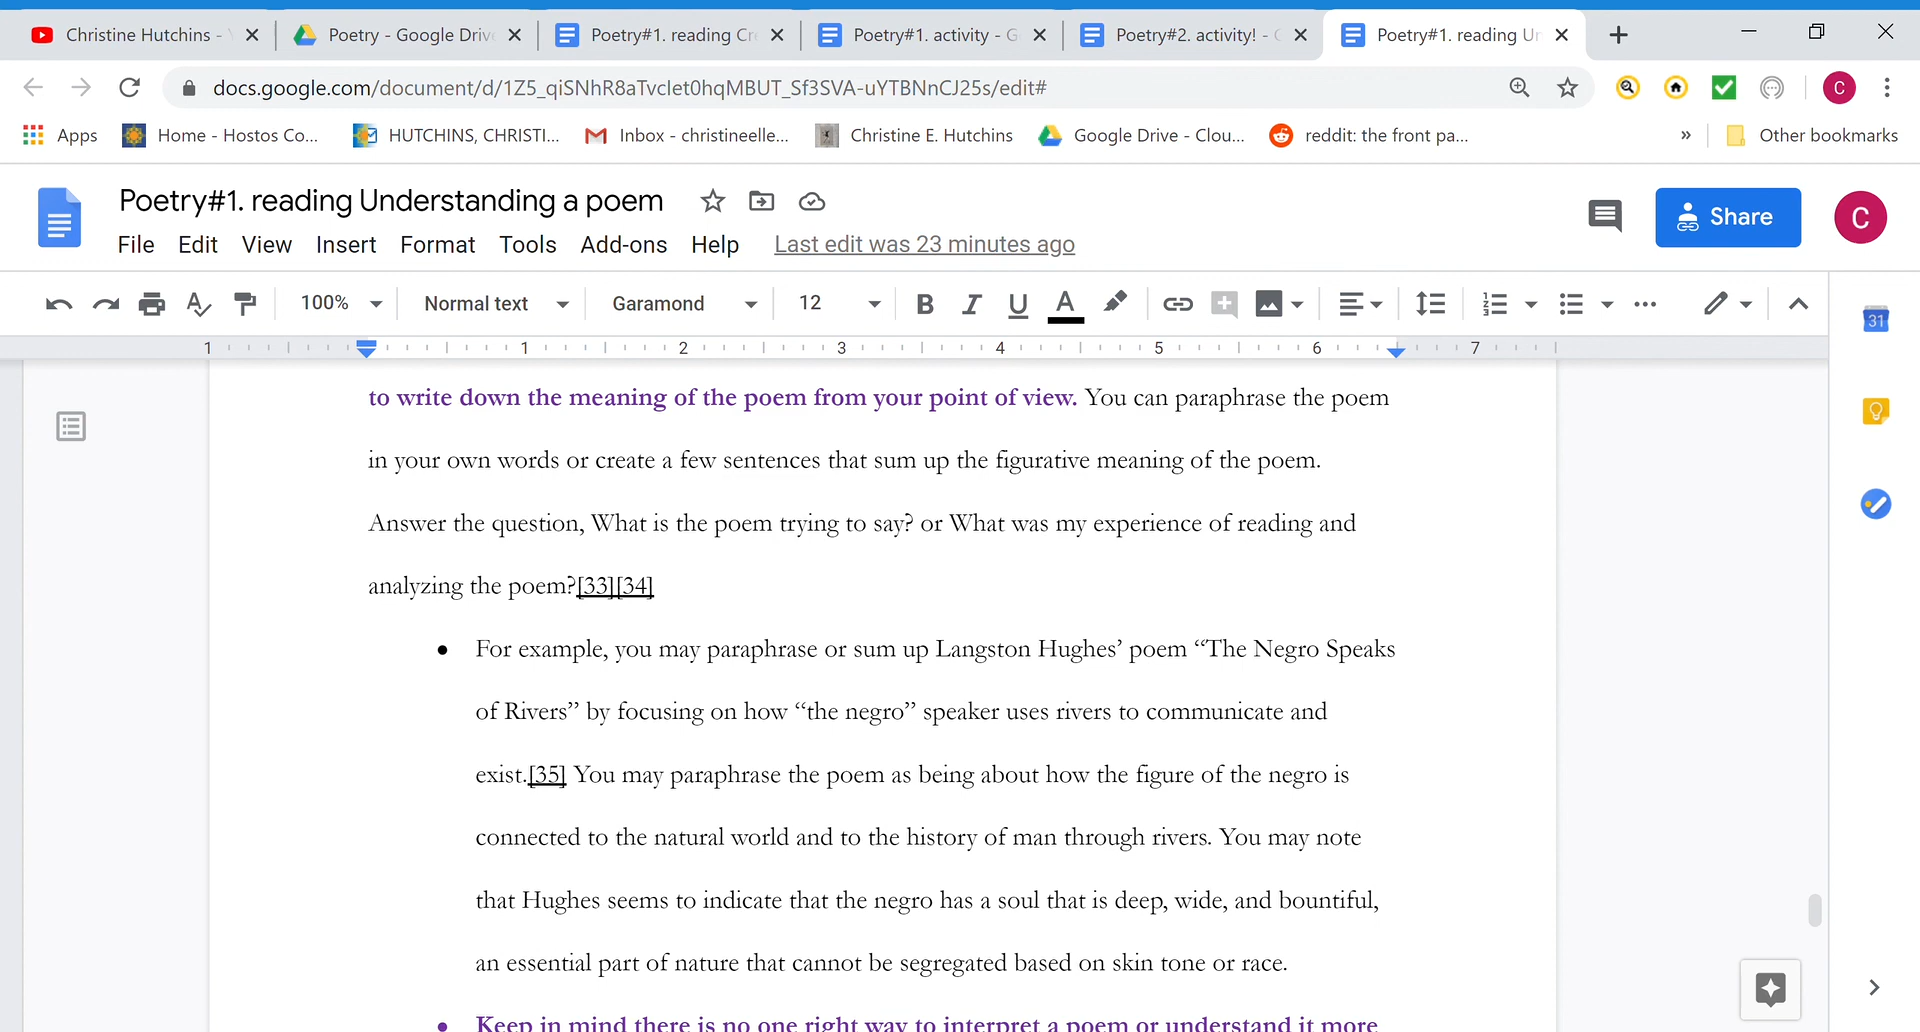 Christine Hutchins -
Poetry - Google Driv
Poetry#1. reading Cr
Poetry#1. activity - G
Poetry#2. activity! -
Poetry#1. reading Un
docs.google.com/document/d/1Z5_qiSNhR8aTvcIet0hqMBUT_Sf3SVA-uYTBNnCJ25s/edit#
C
Apps
Home - Hostos Co...
HUTCHINS, CHRISTI...
Inbox - christineelle...
Christine E. Hutchins
Google Drive - Clou...
reddit: the front pa...
»
Other bookmarks
Poetry#1. reading Understanding a poem
Share
C
File Edit View Insert Format Tools Add-ons Help Last edit was 23 minutes ago
100% Normal text Garamond 12 B I U A
31
1 1 2 3 4 5 6 7
to write down the meaning of the poem from your point of view. You can paraphrase the poem
in your own words or create a few sentences that sum up the figurative meaning of the poem.
Answer the question, What is the poem trying to say? or What was my experience of reading and
analyzing the poem?[33][34]
● For example, you may paraphrase or sum up Langston Hughes’ poem “The Negro Speaks
of Rivers” by focusing on how “the negro” speaker uses rivers to communicate and
exist.[35] You may paraphrase the poem as being about how the figure of the negro is
connected to the natural world and to the history of man through rivers. You may note
that Hughes seems to indicate that the negro has a soul that is deep, wide, and bountiful,
an essential part of nature that cannot be segregated based on skin tone or race.
● Keep in mind there is no one right way to interpret a poem or understand it more